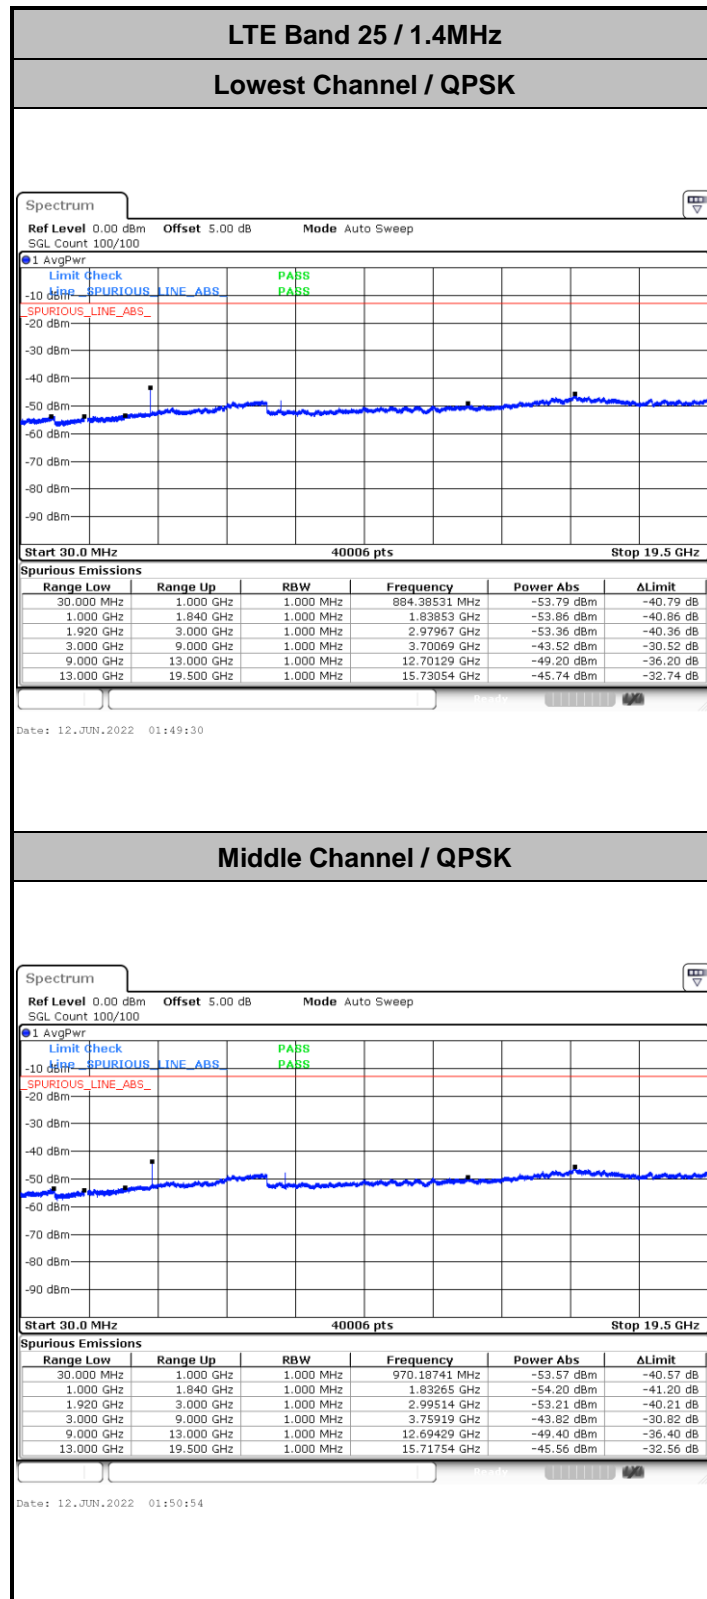 LTE Band 25 / 1.4MHz
Lowest Channel / QPSK
Spectrum
Ref Level 0.00 dBm Offset 5.00 dB Mode Auto Sweep
SGL Count 100/100
1 AvgPwr
Limit Check PASS
-10 dBm Line _SPURIOUS_LINE_ABS_ PASS
_SPURIOUS_LINE_ABS_
-20 dBm
-30 dBm
-40 dBm
-50 dBm
-60 dBm
-70 dBm
-80 dBm
-90 dBm
Start 30.0 MHz 40006 pts Stop 19.5 GHz
Spurious Emissions
Range Low Range Up RBW Frequency Power Abs ΔLimit
30.000 MHz 1.000 GHz 1.000 MHz 884.38531 MHz -53.79 dBm -40.79 dB
1.000 GHz 1.840 GHz 1.000 MHz 1.83853 GHz -53.86 dBm -40.86 dB
1.920 GHz 3.000 GHz 1.000 MHz 2.97967 GHz -53.36 dBm -40.36 dB
3.000 GHz 9.000 GHz 1.000 MHz 3.70069 GHz -43.52 dBm -30.52 dB
9.000 GHz 13.000 GHz 1.000 MHz 12.70129 GHz -49.20 dBm -36.20 dB
13.000 GHz 19.500 GHz 1.000 MHz 15.73054 GHz -45.74 dBm -32.74 dB
Ready
Date: 12.JUN.2022 01:49:30
Middle Channel / QPSK
Spectrum
Ref Level 0.00 dBm Offset 5.00 dB Mode Auto Sweep
SGL Count 100/100
1 AvgPwr
Limit Check PASS
-10 dBm Line _SPURIOUS_LINE_ABS_ PASS
_SPURIOUS_LINE_ABS_
-20 dBm
-30 dBm
-40 dBm
-50 dBm
-60 dBm
-70 dBm
-80 dBm
-90 dBm
Start 30.0 MHz 40006 pts Stop 19.5 GHz
Spurious Emissions
Range Low Range Up RBW Frequency Power Abs ΔLimit
30.000 MHz 1.000 GHz 1.000 MHz 970.18741 MHz -53.57 dBm -40.57 dB
1.000 GHz 1.840 GHz 1.000 MHz 1.83265 GHz -54.20 dBm -41.20 dB
1.920 GHz 3.000 GHz 1.000 MHz 2.99514 GHz -53.21 dBm -40.21 dB
3.000 GHz 9.000 GHz 1.000 MHz 3.75919 GHz -43.82 dBm -30.82 dB
9.000 GHz 13.000 GHz 1.000 MHz 12.69429 GHz -49.40 dBm -36.40 dB
13.000 GHz 19.500 GHz 1.000 MHz 15.71754 GHz -45.56 dBm -32.56 dB
Ready
Date: 12.JUN.2022 01:50:54